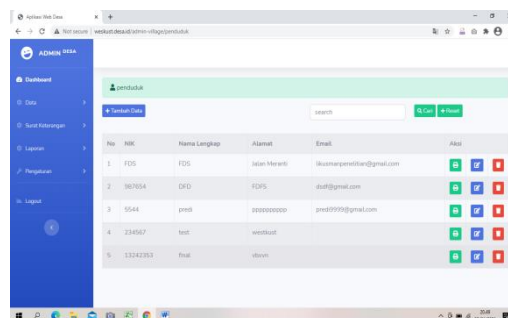 Aplikasi Web Desa
Not secure | westkust.desa.id/admin-village/penduduk
ADMIN DESA
Dashboard
Data
Surat Keterangan
Laporan
Pengaturan
Logout
penduduk
+ Tambah Data
search
Cari
+Reset
No NIK Nama Lengkap Alamat Email Aksi
1 FDS FDS Jalan Meranti
2 987654 DFD FDFS dsdf@gmail.com
3 5544 predi pppppppppp predi9999@gmail.com
4 234567 test westkust
5 13242353 final vbcvn